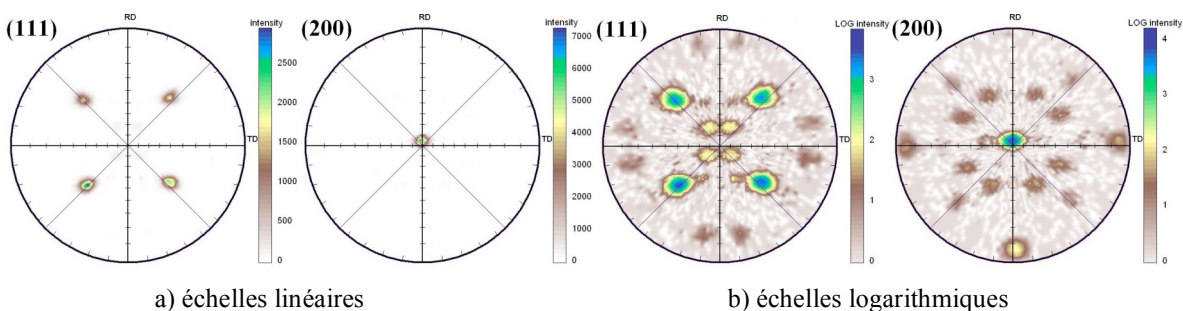 (111)
RD
TD
intensity
2500
2000
1500
1000
500
0
(200)
RD
TD
intensity
7000
6000
5000
4000
3000
2000
1000
0
(111)
RD
TD
LOG intensity
3
2
1
0
(200)
RD
TD
LOG intensity
4
3
2
1
0
a) échelles linéaires
b) échelles logarithmiques